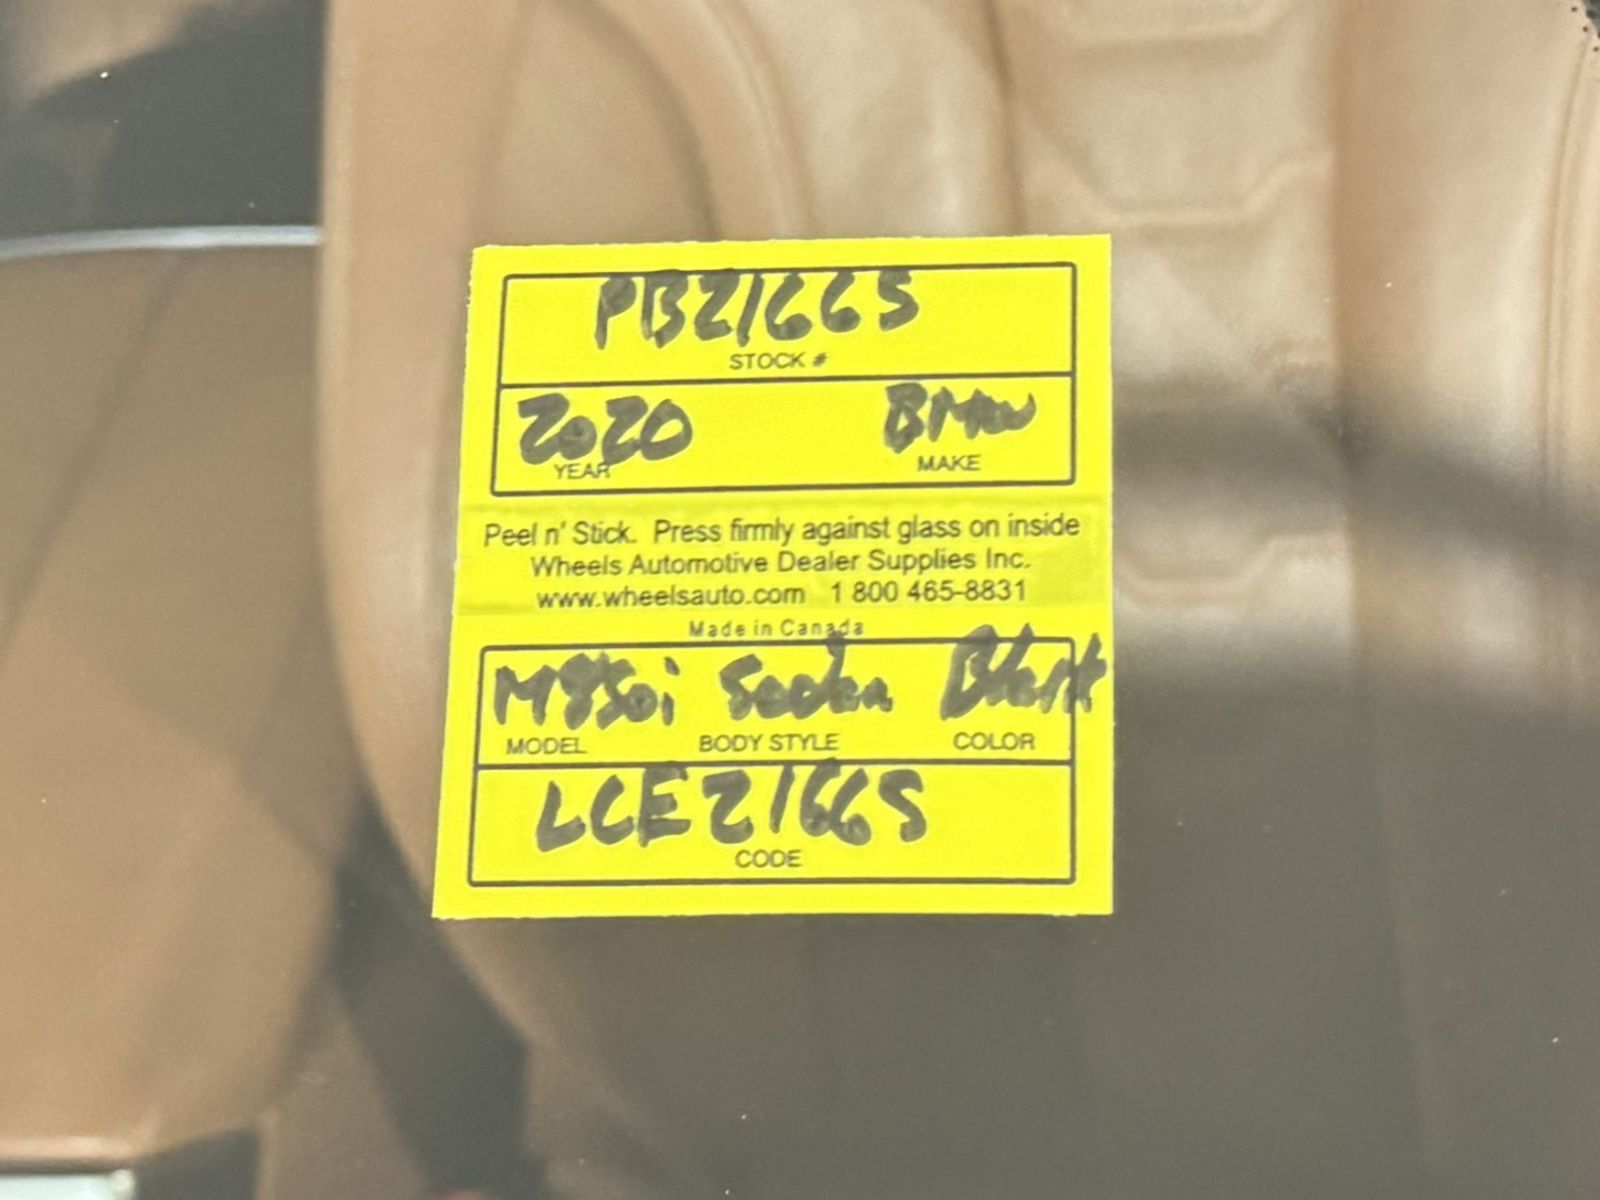 PB21665
STOCK #
2020 BMW
YEAR MAKE
Peel n' Stick. Press firmly against glass on inside
Wheels Automotive Dealer Supplies Inc.
www.wheelsauto.com 1 800 465-8831
Made in Canada
M850i Sedan Black
MODEL BODY STYLE COLOR
LCE21665
CODE